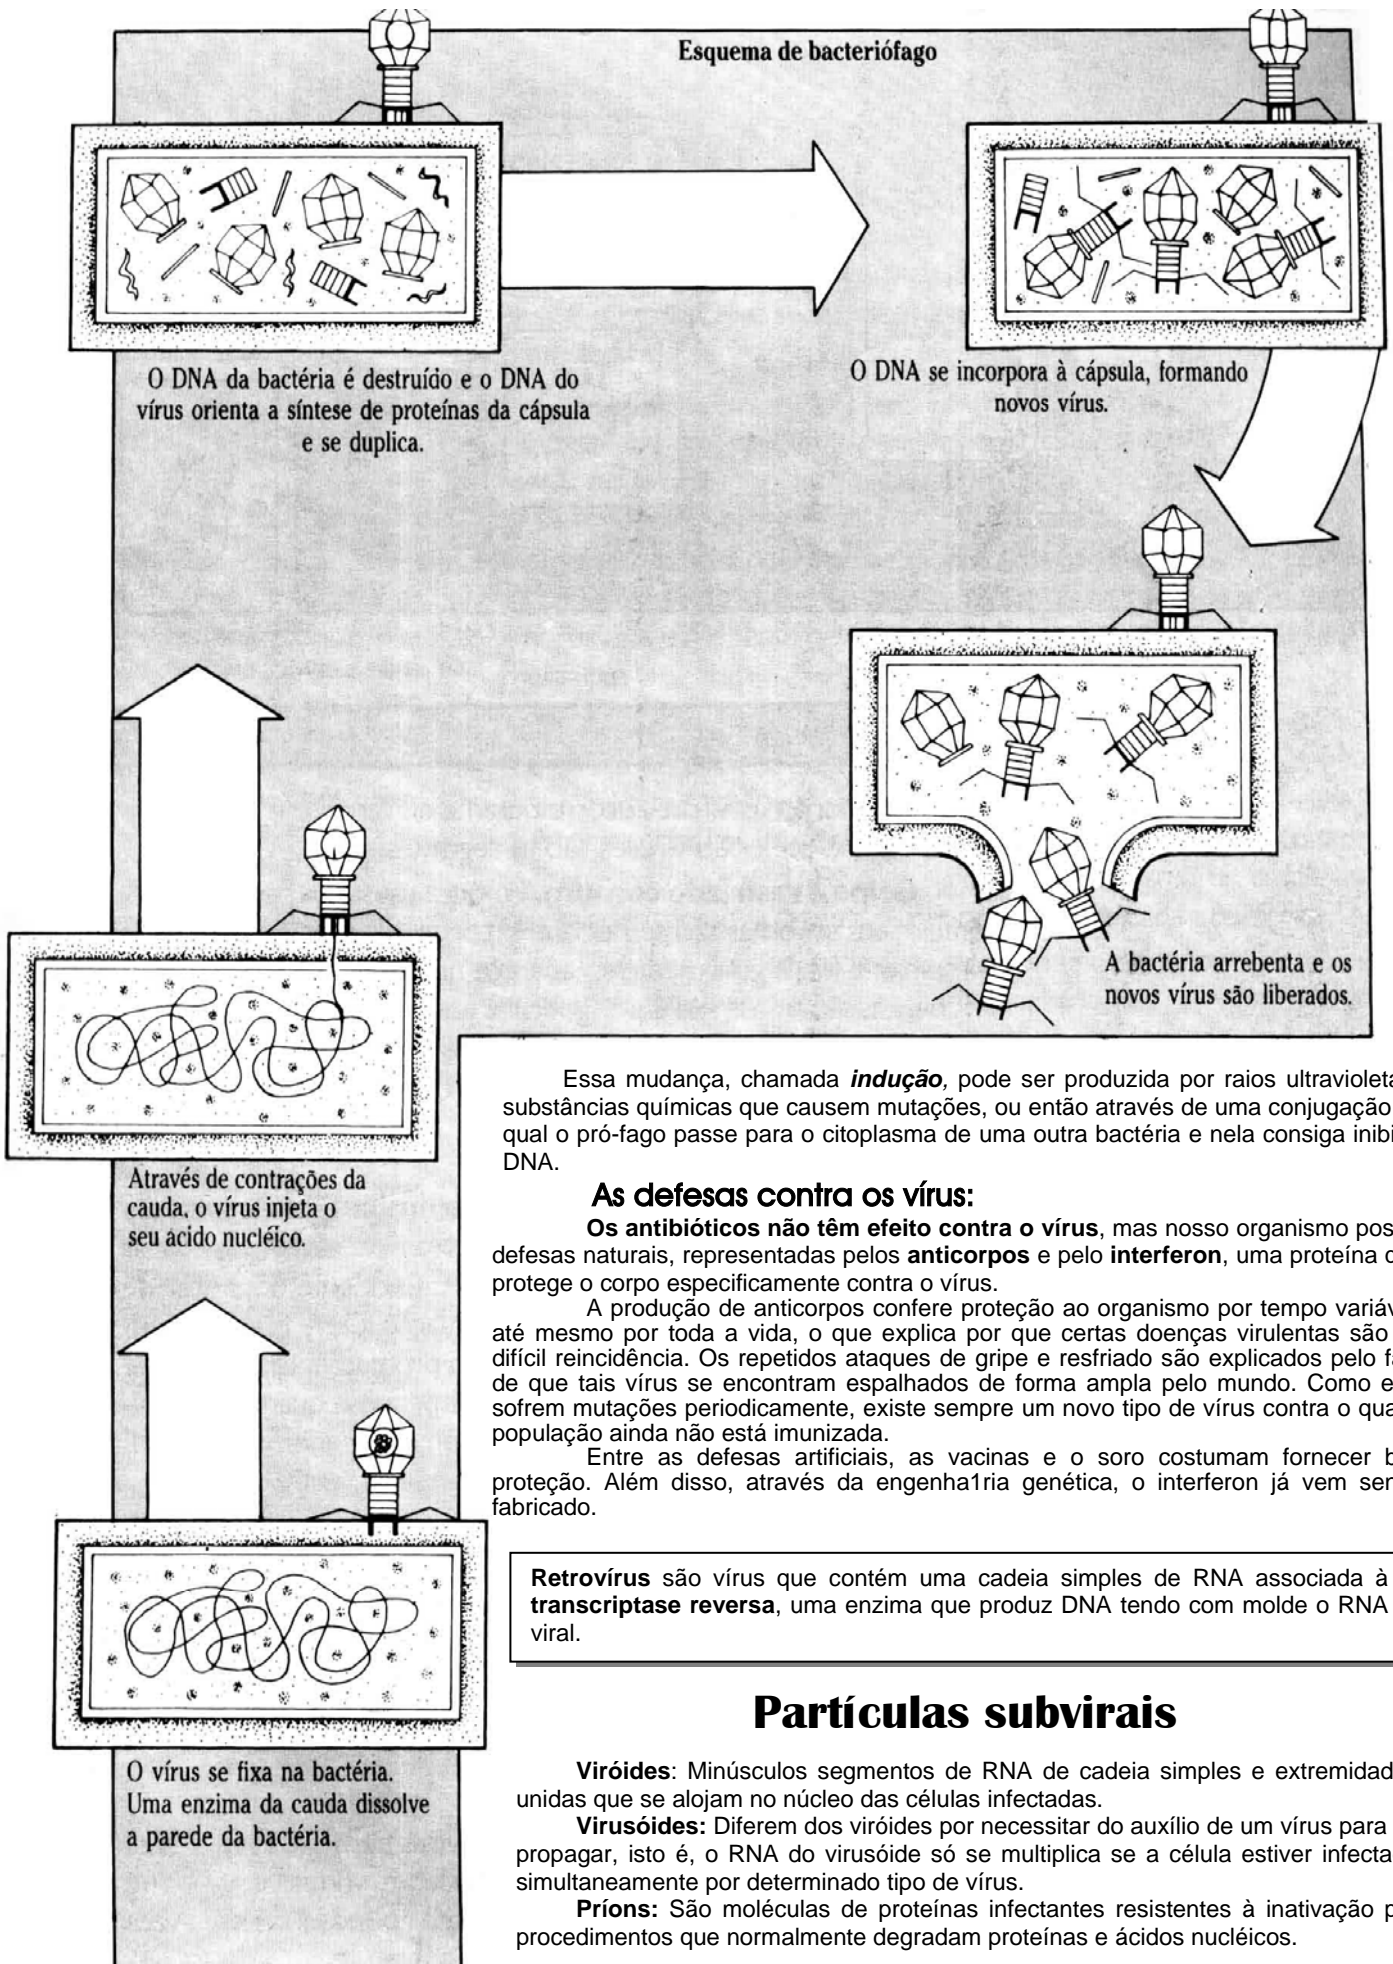 Esquema de bacteriófago
O DNA da bactéria é destruído e o DNA do
vírus orienta a síntese de proteínas da cápsula
e se duplica.
O DNA se incorpora à cápsula, formando
novos vírus.
A bactéria arrebenta e os
novos vírus são liberados.
Através de contrações da
cauda, o vírus injeta o
seu ácido nucléico.
O vírus se fixa na bactéria.
Uma enzima da cauda dissolve
a parede da bactéria.
Essa mudança, chamada indução, pode ser produzida por raios ultravioleta
substâncias químicas que causem mutações, ou então através de uma conjugação
qual o pró-fago passe para o citoplasma de uma outra bactéria e nela consiga
DNA.
As defesas contra os vírus:
Os antibióticos não têm efeito contra o vírus, mas nosso organismo
defesas naturais, representadas pelos anticorpos e pelo interferon, uma proteína
protege o corpo especificamente contra o vírus.
A produção de anticorpos confere proteção ao organismo por tempo
até mesmo por toda a vida, o que explica por que certas doenças virulentas são
difícil reincidência. Os repetidos ataques de gripe e resfriado são explicados pelo
de que tais vírus se encontram espalhados de forma ampla pelo mundo. Como
sofrem mutações periodicamente, existe sempre um novo tipo de vírus contra o
população ainda não está imunizada.
Entre as defesas artificiais, as vacinas e o soro costumam fornecer
proteção. Além disso, através da engenha1ria genética, o interferon já vem
fabricado.
Retrovírus são vírus que contém uma cadeia simples de RNA associada à
transcriptase reversa, uma enzima que produz DNA tendo com molde o RNA
viral.
Partículas subvirais
Viróides: Minúsculos segmentos de RNA de cadeia simples e
unidas que se alojam no núcleo das células infectadas.
Virusóides: Diferem dos viróides por necessitar do auxílio de um vírus para
propagar, isto é, o RNA do virusóide só se multiplica se a célula estiver
simultaneamente por determinado tipo de vírus.
Príons: São moléculas de proteínas infectantes resistentes à inativação
procedimentos que normalmente degradam proteínas e ácidos nucléicos.